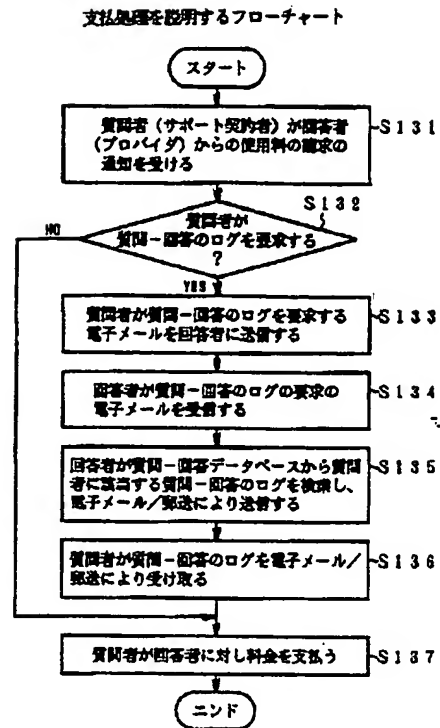 支払処理を説明するフローチャート
スタート
質問者（サポート契約者）が回答者
（プロバイダ）からの使用料の請求の
通知を受ける
S131
S132
質問者が
質問－回答のログを要求する
?
NO
YES
質問者が質問－回答のログを要求する
電子メールを回答者に送信する
S133
回答者が質問－回答のログの要求の
電子メールを受信する
S134
回答者が質問－回答データベースから質問
者に該当する質問－回答のログを検索し、
電子メール／郵送により送信する
S135
質問者が質問－回答のログを電子メール／
郵送により受け取る
S136
質問者が回答者に対し料金を支払う
S137
エンド